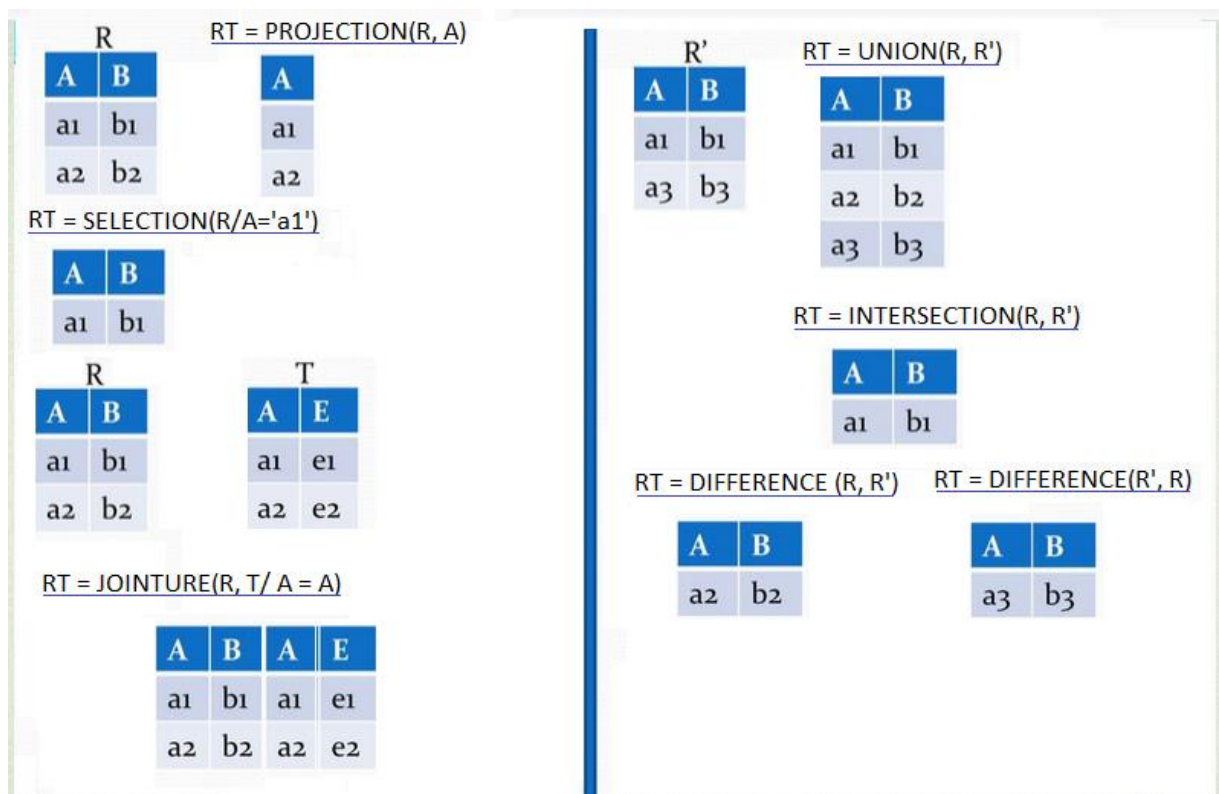 R
RT = PROJECTION(R, A)
A B
a1 b1
a2 b2
A
a1
a2
RT = SELECTION(R/A='a1')
A B
a1 b1
R
A B
a1 b1
a2 b2
T
A E
a1 e1
a2 e2
RT = JOINTURE(R, T/ A = A)
A B A E
a1 b1 a1 e1
a2 b2 a2 e2
R’
A B
a1 b1
a3 b3
RT = UNION(R, R')
A B
a1 b1
a2 b2
a3 b3
RT = INTERSECTION(R, R')
A B
a1 b1
RT = DIFFERENCE (R, R')
A B
a2 b2
RT = DIFFERENCE(R', R)
A B
a3 b3